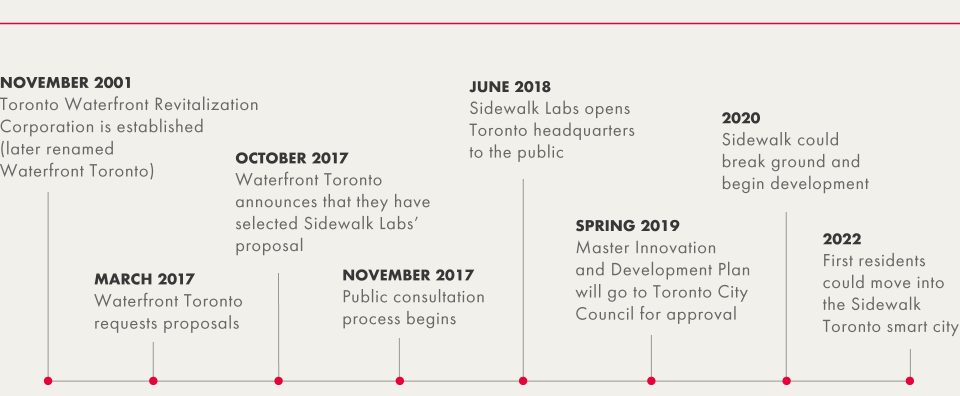 NOVEMBER 2001
Toronto Waterfront Revitalization
Corporation is established
(later renamed
Waterfront Toronto)
MARCH 2017
Waterfront Toronto
requests proposals
OCTOBER 2017
Waterfront Toronto
announces that they have
selected Sidewalk Labs’
proposal
NOVEMBER 2017
Public consultation
process begins
JUNE 2018
Sidewalk Labs opens
Toronto headquarters
to the public
SPRING 2019
Master Innovation
and Development Plan
will go to Toronto City
Council for approval
2020
Sidewalk could
break ground and
begin development
2022
First residents
could move into
the Sidewalk
Toronto smart city